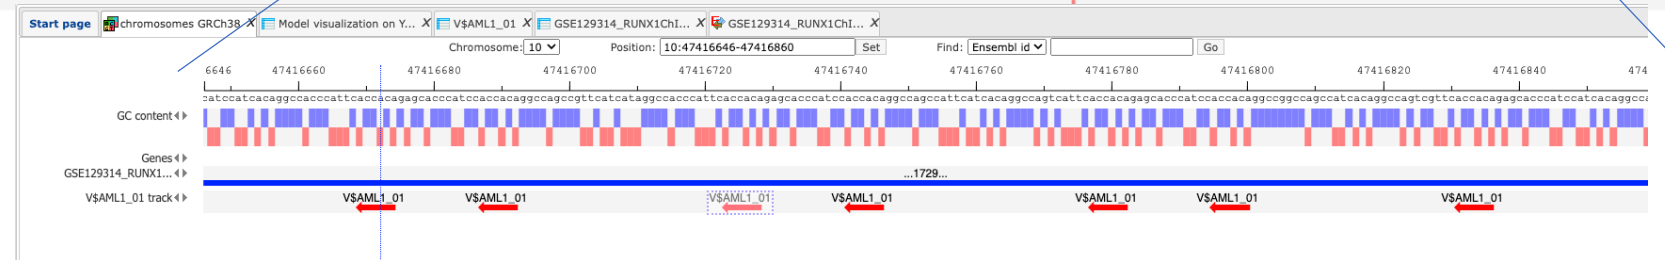 Start page chromosomes GRCh38 X Model visualization on Y... X V$AML1_01 X GSE129314_RUNX1ChI... X GSE129314_RUNX1ChI... X
Chromosome: 10 Position: 10:47416646-47416860 Set Find: Ensembl id Go
6646 47416660 47416680 47416700 47416720 47416740 47416760 47416780 47416800 47416820 47416840 474
GC content
Genes
GSE129314_RUNX1... ...1729...
V$AML1_01 track V$AML1_01 V$AML1_01 V$AML1_01 V$AML1_01 V$AML1_01 V$AML1_01 V$AML1_01